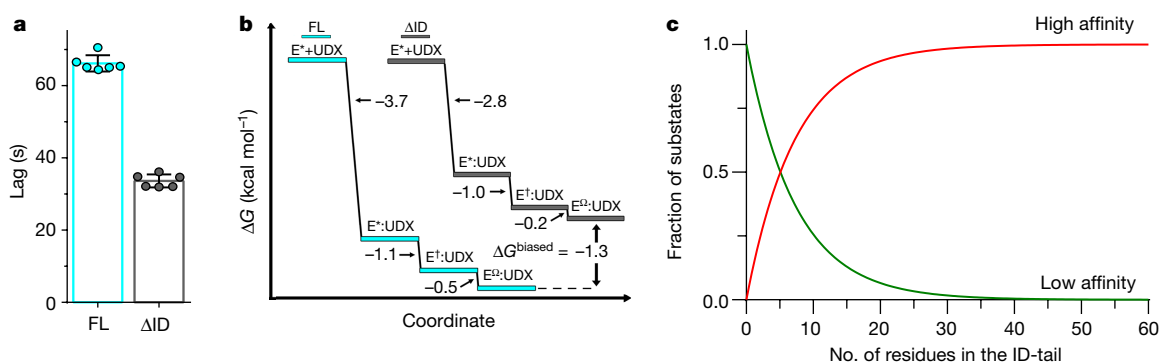 a
Lag (s)
60
40
20
0
FL
ΔID
b
ΔG (kcal mol⁻¹)
FL
ΔID
E*+UDX
E*+UDX
–3.7
–2.8
E*:UDX
–1.0
E†:UDX
–0.2
EΩ:UDX
E*:UDX
–1.1
E†:UDX
–0.5
EΩ:UDX
ΔGbiased = –1.3
Coordinate
c
Fraction of substates
High affinity
1.0
0.5
0.0
Low affinity
0 10 20 30 40 50 60
No. of residues in the ID-tail